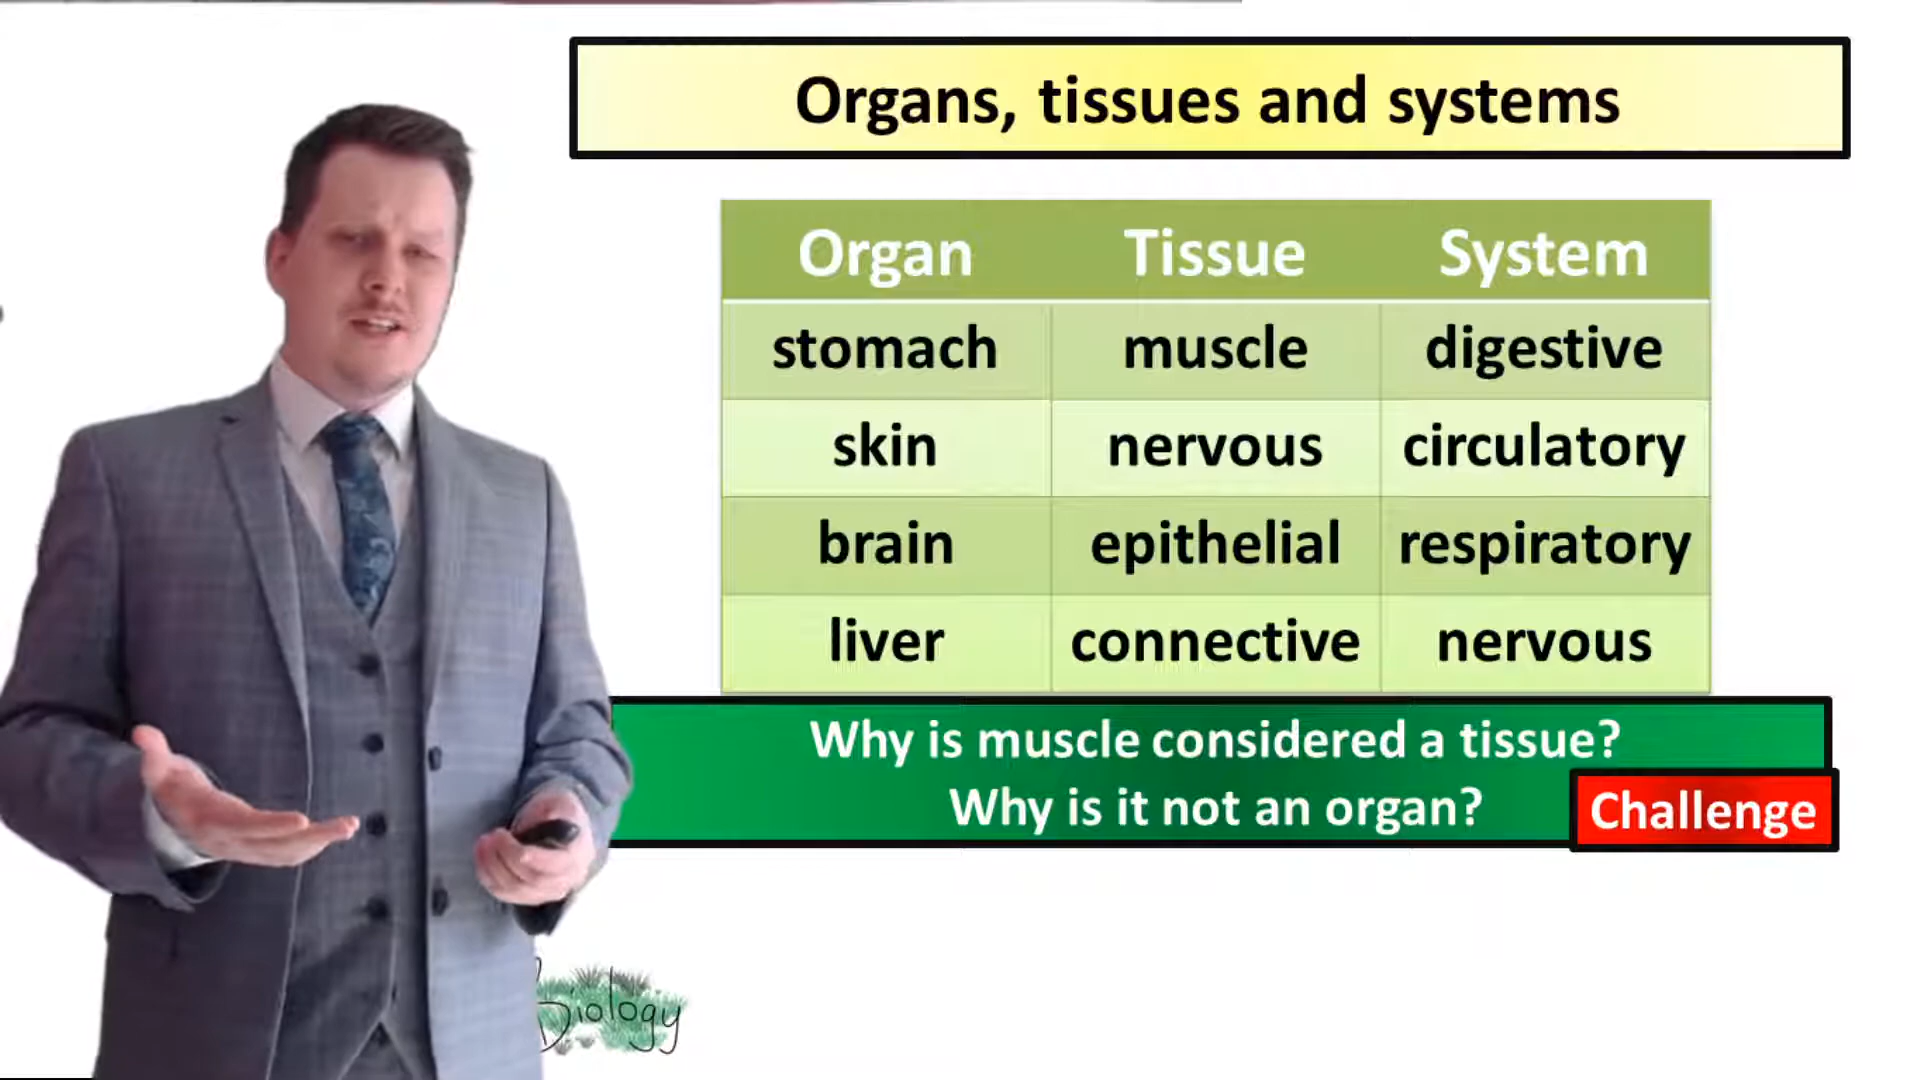 Organs, tissues and systems
Organ Tissue System
stomach muscle digestive
skin nervous circulatory
brain epithelial respiratory
liver connective nervous
Why is muscle considered a tissue?
Why is it not an organ?
Challenge
Biology